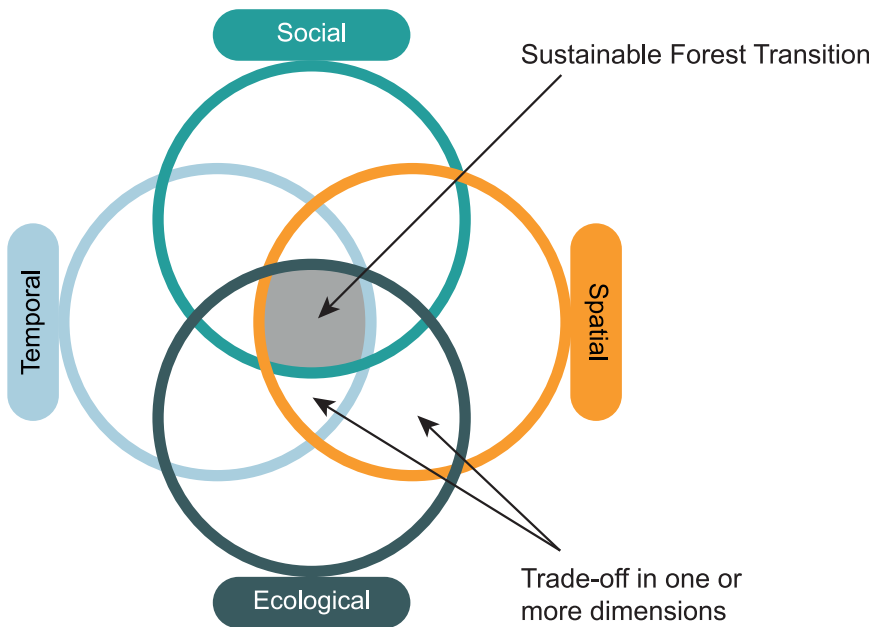 Social
Sustainable Forest Transition
Temporal
Spatial
Ecological
Trade-off in one or
more dimensions